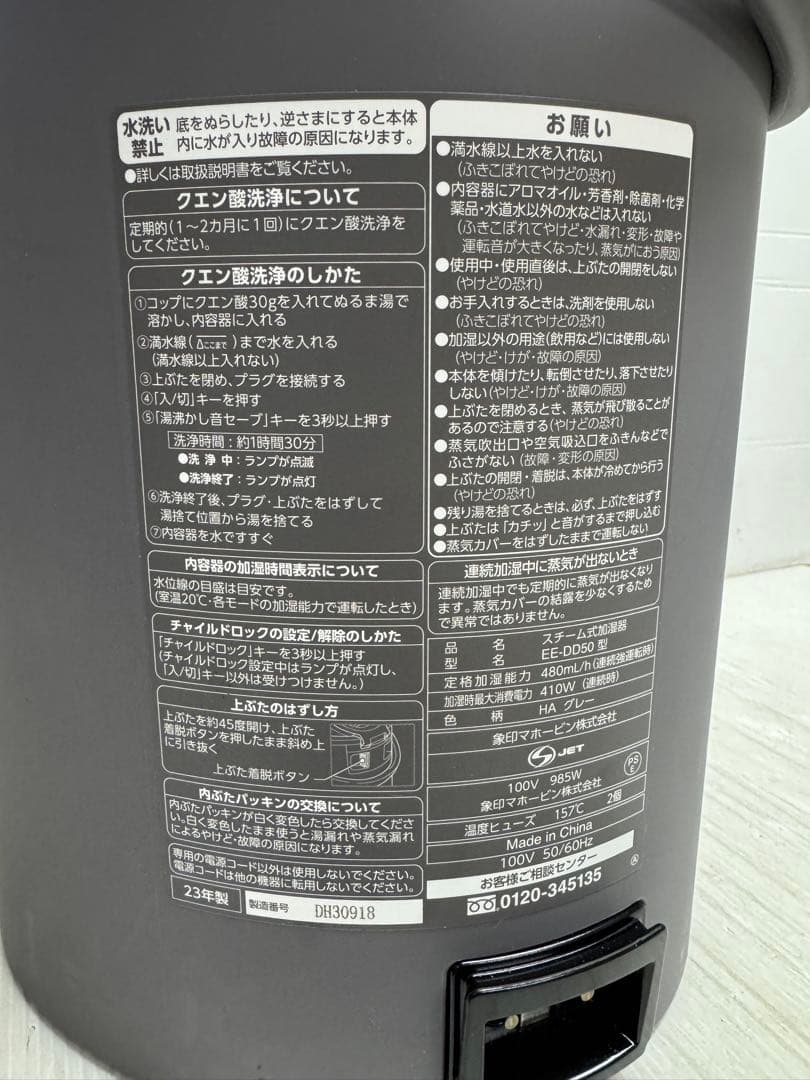 水洗い
禁止
底をぬらしたり、逆さまにすると本体
内に水が入り故障の原因になります。
●詳しくは取扱説明書をご覧ください。
クエン酸洗浄について
定期的(1〜2カ月に1回)にクエン酸洗浄を
してください。
クエン酸洗浄のしかた
①コップにクエン酸30gを入れてぬるま湯で
溶かし、内容器に入れる
②満水線(△ここまで)まで水を入れる
(満水線以上入れない)
③上ぶたを閉め、プラグを接続する
④「入/切」キーを押す
⑤「湯沸かし音セーブ」キーを3秒以上押す
洗浄時間:約1時間30分
●洗浄中:ランプが点滅
●洗浄終了:ランプが点灯
⑥洗浄終了後、プラグ・上ぶたをはずして
湯捨て位置から湯を捨てる
⑦内容器を水ですすぐ
内容器の加湿時間表示について
水位線の目盛は目安です。
(室温20℃・各モードの加湿能力で運転したとき)
チャイルドロックの設定/解除のしかた
「チャイルドロック」キーを3秒以上押す
(チャイルドロック設定中はランプが点灯し、
「入/切」キー以外は受けつけません。)
上ぶたのはずし方
上ぶたを約45度開け、上ぶた
着脱ボタンを押したまま斜め上
に引き抜く
上ぶた着脱ボタン
内ぶたパッキンの交換について
内ぶたパッキンが白く変色したら交換してくださ
い。白く変色したまま使うと湯漏れや蒸気漏れ
によるやけど・故障の原因になります。
専用の電源コード以外は使用しないでください。
電源コードは他の機器に転用しないでください。
23年製
製造番号
DH30918
お願い
●満水線以上水を入れない
(ふきこぼれてやけどの恐れ)
●内容器にアロマオイル・芳香剤・除菌剤・化学
薬品・水道水以外の水などは入れない
(ふきこぼれてやけど・水漏れ・変形・故障や
運転音が大きくなったり、蒸気がにおう原因)
●使用中・使用直後は、上ぶたの開閉をしない
(やけどの恐れ)
●お手入れするときは、洗剤を使用しない
(ふきこぼれてやけどの恐れ)
●加湿以外の用途(飲用など)には使用しない
(やけど・けが・故障の原因)
●本体を傾けたり、転倒させたり、落下させたり
しない(やけど・けが・故障の原因)
●上ぶたを閉めるとき、蒸気が飛び散ることが
あるので注意する(やけどの恐れ)
●蒸気吹出口や空気吸込口をふきんなどで
ふさがない(故障・変形の原因)
●上ぶたの開閉・着脱は、本体が冷めてから行う
(やけどの恐れ)
●残り湯を捨てるときは、必ず、上ぶたをはずす
●上ぶたは「カチッ」と音がするまで押し込む
●蒸気カバーをはずしたままで運転しない
連続加湿中に蒸気が出ないとき
連続加湿中でも定期的に蒸気が出なくなり
ます。蒸気カバーの結露を少なくするため
で異常ではありません。
品名 スチーム式加湿器
型名 EE-DD50型
定格加湿能力 480mL/h(連続強運転時)
加湿時最大消費電力 410W(連続時)
色柄 HA グレー
象印マホービン株式会社
JET
100V 985W
象印マホービン株式会社
PS
E
温度ヒューズ 157℃ 2個
Made in China
100V 50/60Hz
お客様ご相談センター
0120-345135
Ⓐ